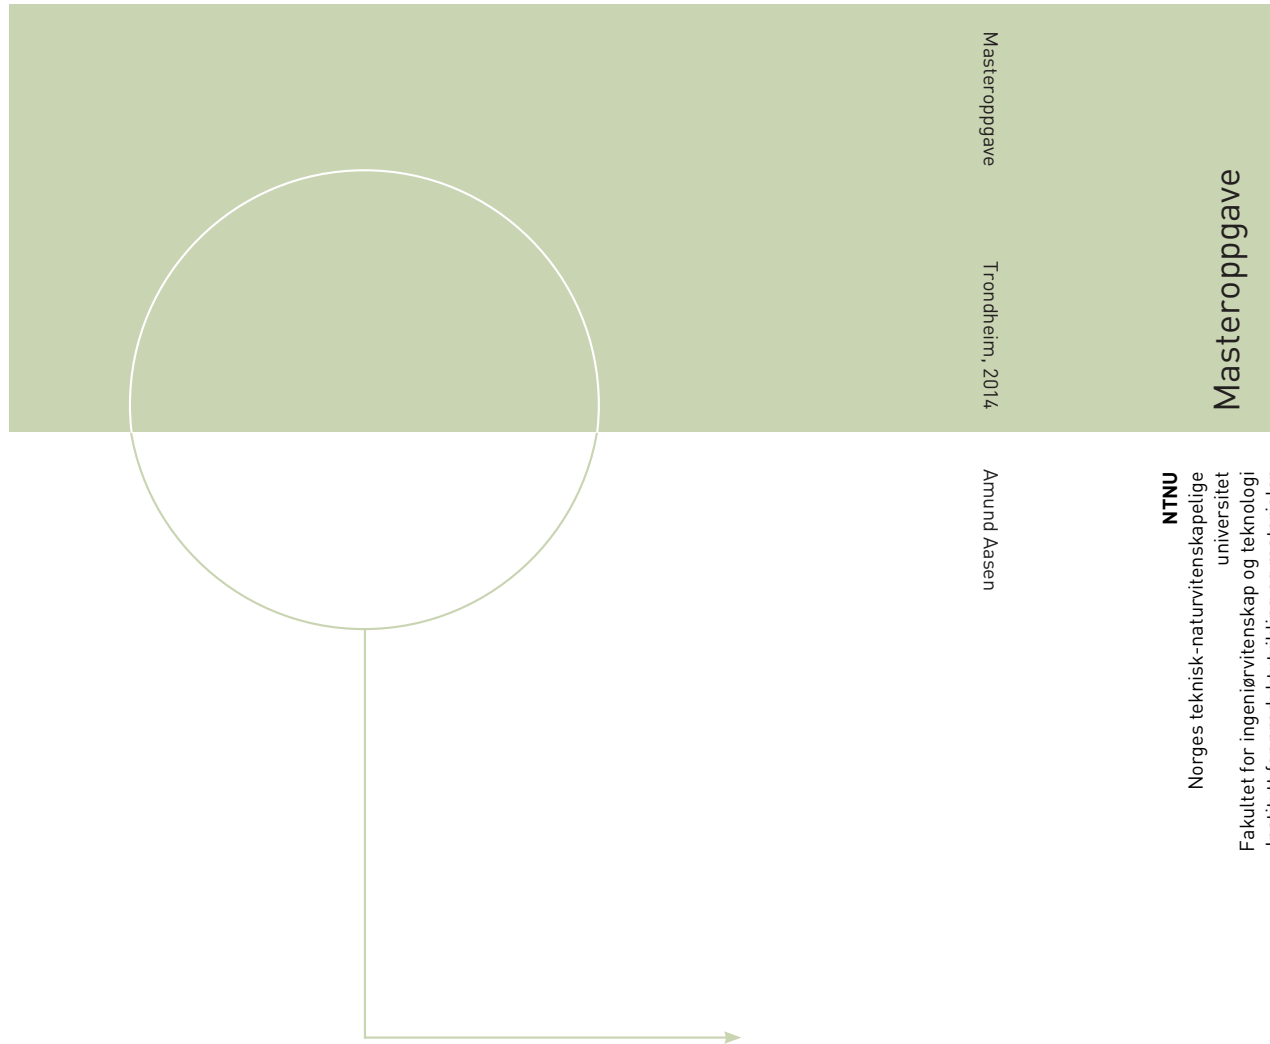 Masteroppgave
Trondheim, 2014
Amund Aasen
Masteroppgave
NTNU
Norges teknisk-naturvitenskapelige
universitet
Fakultet for ingeniørvitenskap og teknologi